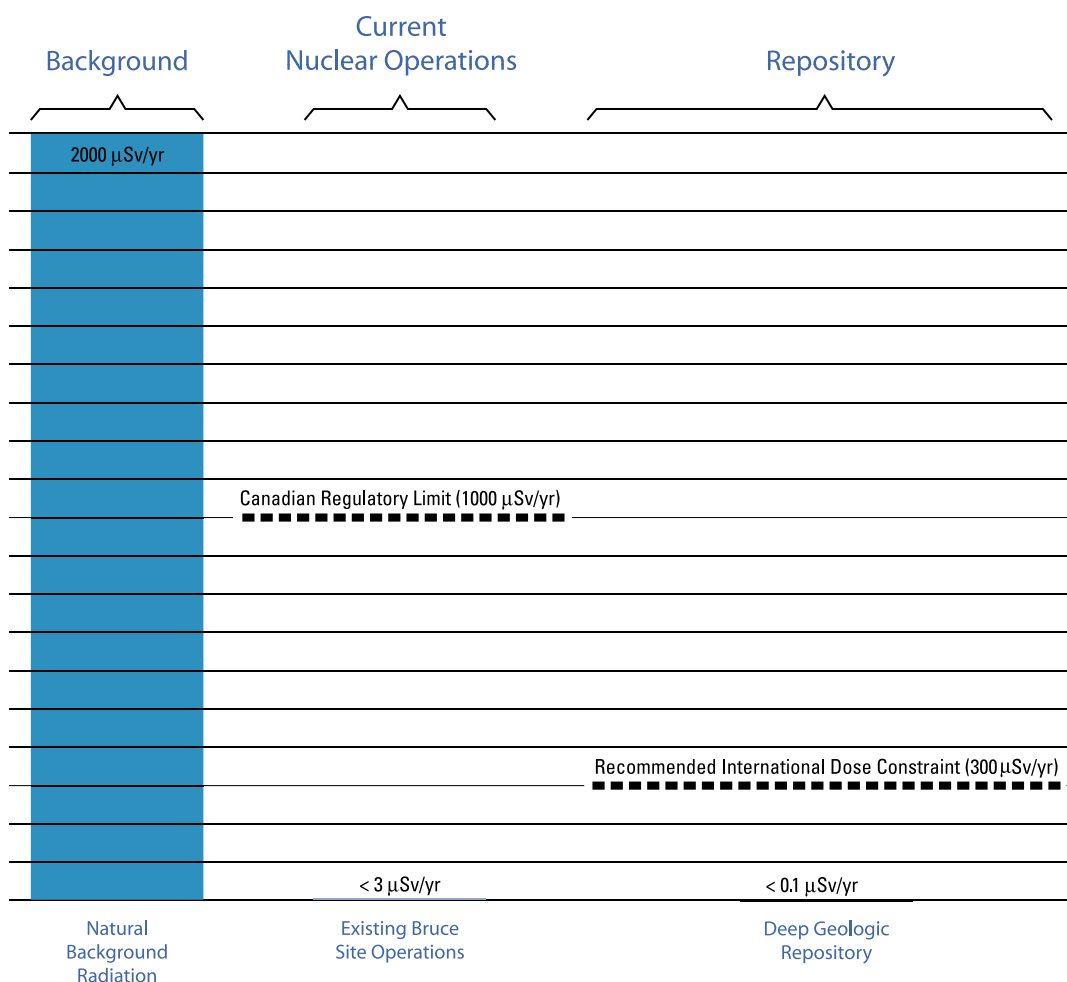 Current
Background
Nuclear Operations
Repository
2000 μSv/yr
Canadian Regulatory Limit (1000 μSv/yr)
Recommended International Dose Constraint (300μSv/yr)
< 3 μSv/yr
< 0.1 μSv/yr
Natural
Background
Radiation
Existing Bruce
Site Operations
Deep Geologic
Repository